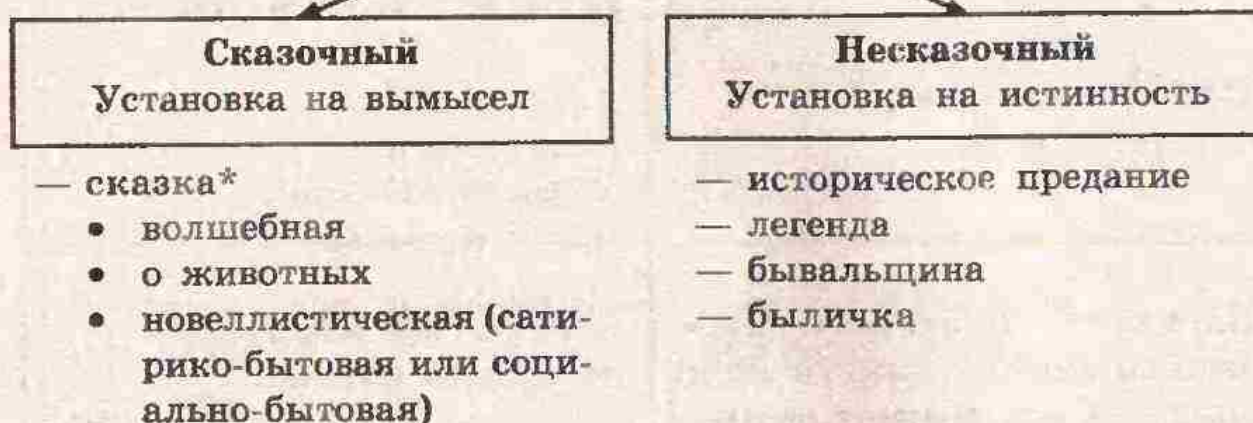 Сказочный
Установка на вымысел
— сказка*
• волшебная
• о животных
• новеллистическая (сати-
рико-бытовая или соци-
ально-бытовая)
Несказочный
Установка на истинность
— историческое предание
— легенда
— бывальщина
— быличка